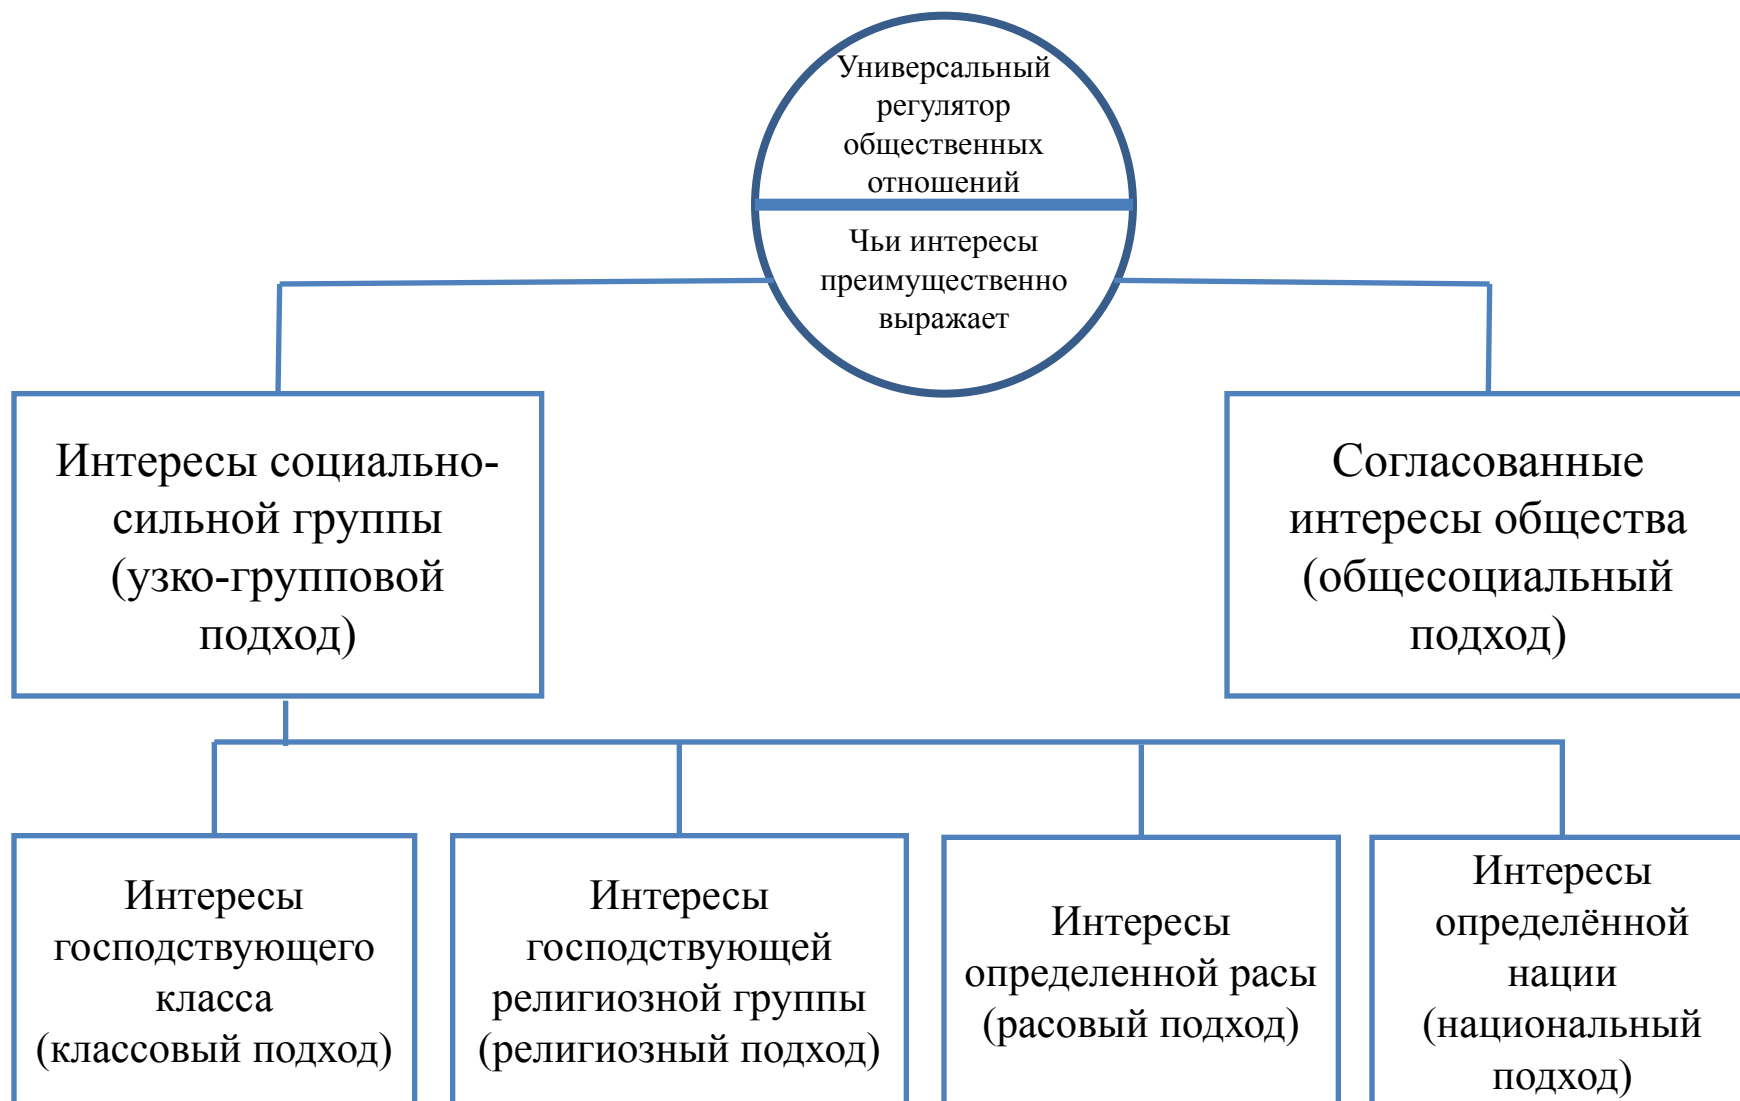 Универсальный
регулятор
общественных
отношений
Чьи интересы
преимущественно
выражает
Интересы социально-
сильной группы
(узко-групповой
подход)
Согласованные
интересы общества
(общесоциальный
подход)
Интересы
господствующего
класса
(классовый подход)
Интересы
господствующей
религиозной группы
(религиозный подход)
Интересы
определенной расы
(расовый подход)
Интересы
определённой
нации
(национальный
подход)